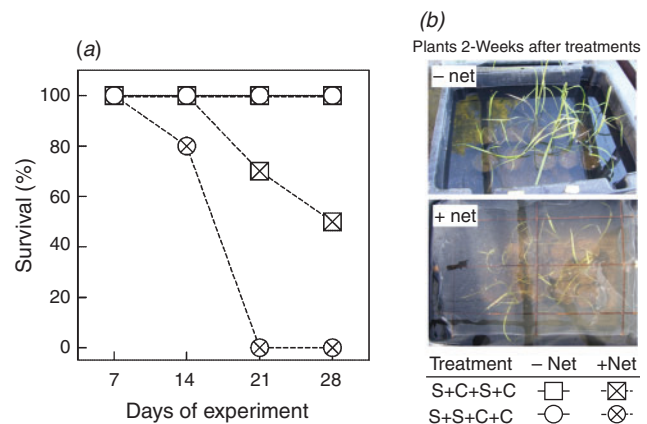 (a)
100
80
60
40
20
0
Survival (%)
7 14 21 28
Days of experiment
(b)
Plants 2-Weeks after treatments
– net
+ net
Treatment – Net +Net
S+C+S+C
S+S+C+C